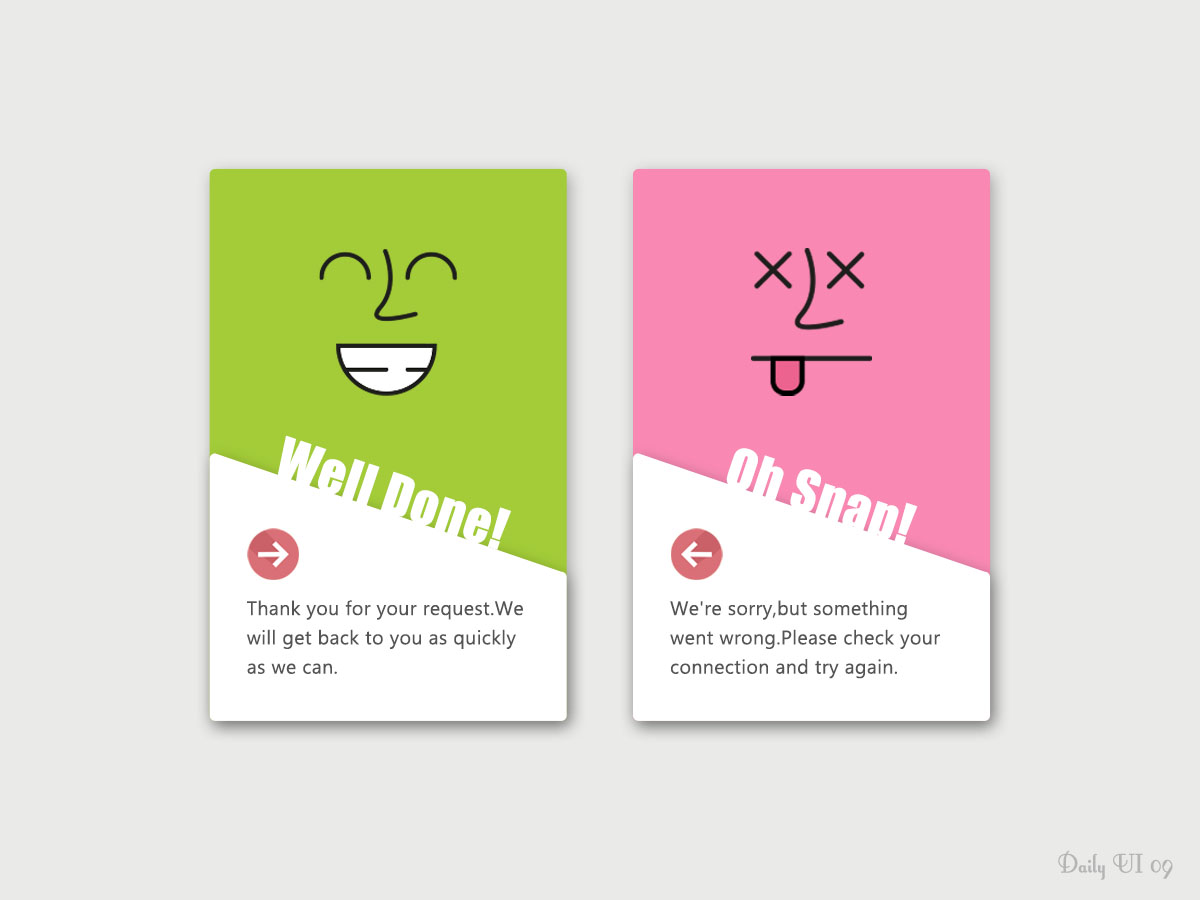 Well Done!
Thank you for your request.We
will get back to you as quickly
as we can.
Oh Snap!
We're sorry,but something
went wrong.Please check your
connection and try again.
Daily UI 09